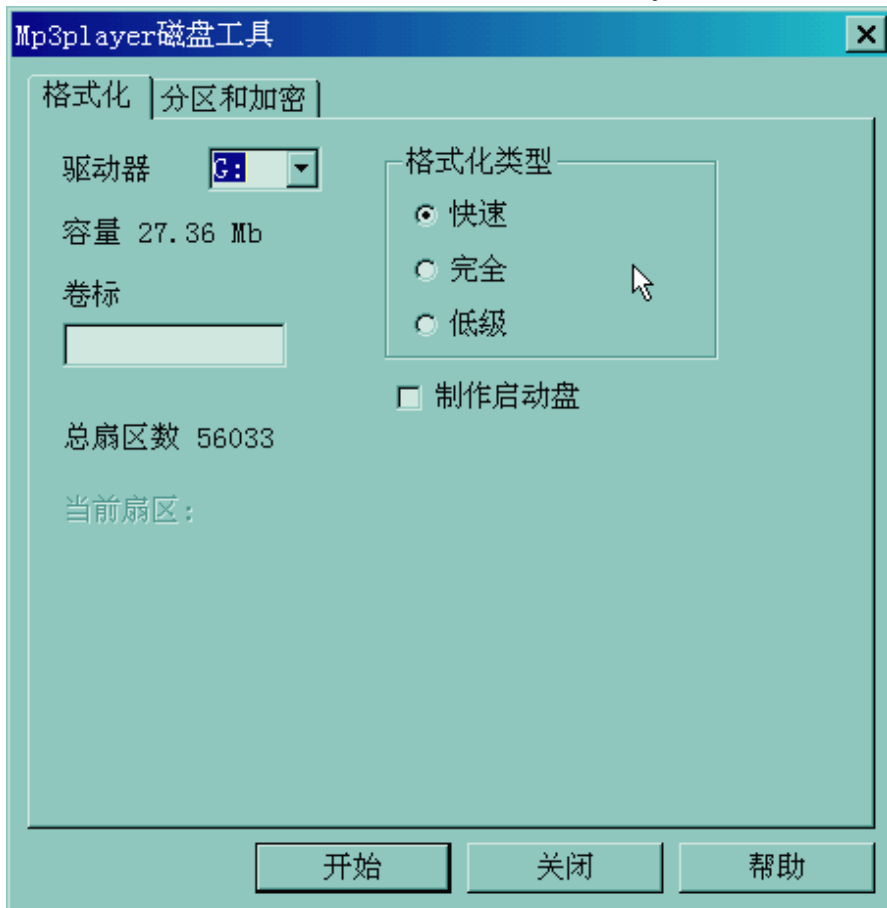 Mp3player磁盘工具
格式化 分区和加密
驱动器 G:
格式化类型
快速
容量 27.36 Mb
完全
卷标
低级
制作启动盘
总扇区数 56033
当前扇区:
开始 关闭 帮助